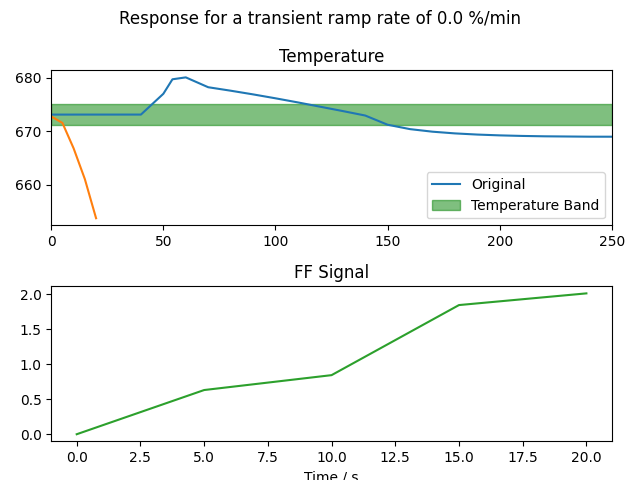 Response for a transient ramp rate of 0.0 %/min
Temperature
680
670
660
Original
Temperature Band
0 50 100 150 200 250
FF Signal
2.0
1.5
1.0
0.5
0.0
0.0 2.5 5.0 7.5 10.0 12.5 15.0 17.5 20.0
Time / s